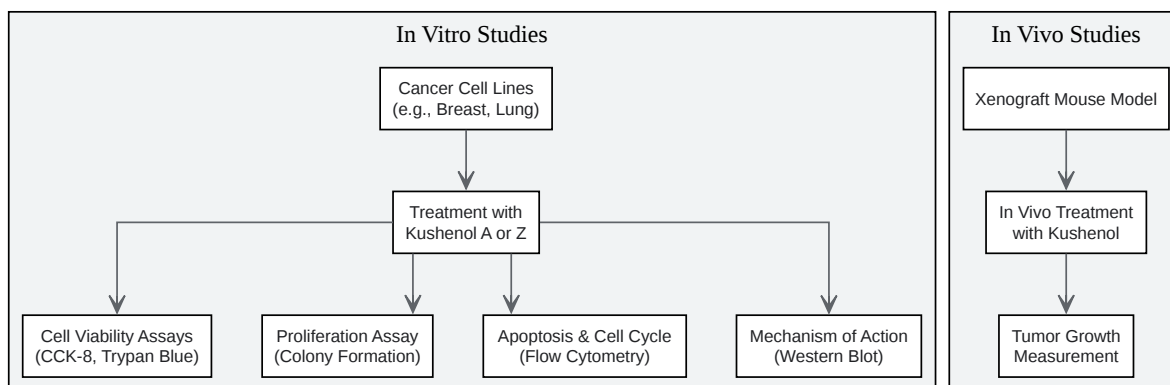 In Vitro Studies
Cancer Cell Lines
(e.g., Breast, Lung)
Treatment with
Kushenol A or Z
Cell Viability Assays
(CCK-8, Trypan Blue)
Proliferation Assay
(Colony Formation)
Apoptosis & Cell Cycle
(Flow Cytometry)
Mechanism of Action
(Western Blot)
In Vivo Studies
Xenograft Mouse Model
In Vivo Treatment
with Kushenol
Tumor Growth
Measurement